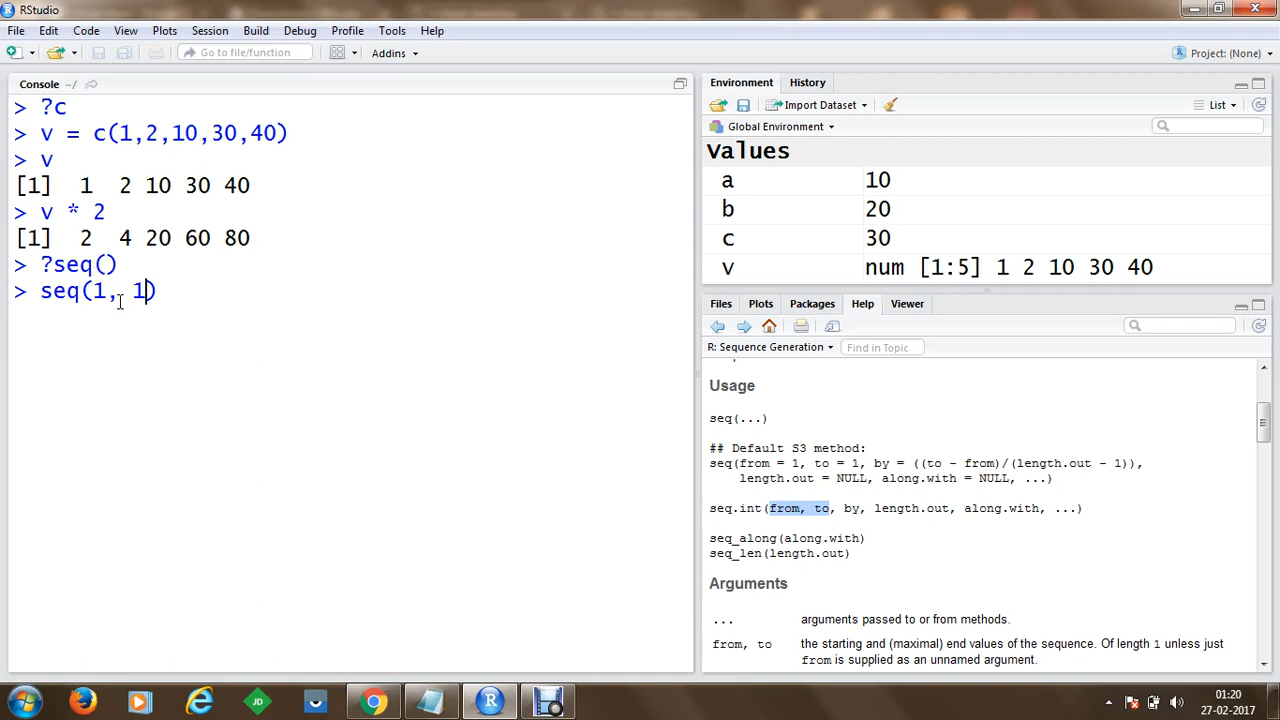 RStudio
File Edit Code View Plots Session Build Debug Profile Tools Help
Go to file/function Addins Project: (None)
Console ~/
> ?c
> v = c(1,2,10,30,40)
> v
[1]  1  2 10 30 40
> v * 2
[1]  2  4 20 60 80
> ?seq()
> seq(1, 1)
Environment History
Import Dataset List
Global Environment
Values
a 10
b 20
c 30
v num [1:5] 1 2 10 30 40
Files Plots Packages Help Viewer
R: Sequence Generation Find in Topic
Usage
seq(...)
## Default S3 method:
seq(from = 1, to = 1, by = ((to - from)/(length.out - 1)),
length.out = NULL, along.with = NULL, ...)
seq.int(from, to, by, length.out, along.with, ...)
seq_along(along.with)
seq_len(length.out)
Arguments
... arguments passed to or from methods.
from, to the starting and (maximal) end values of the sequence. Of length 1 unless just
from is supplied as an unnamed argument.
JD R
01:20
27-02-2017